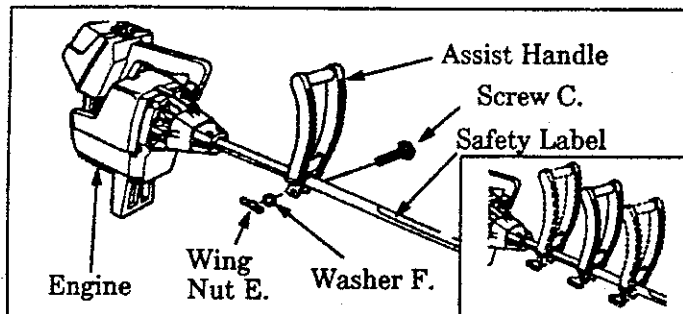 Assist Handle
Screw C.
Safety Label
Engine
Wing
Nut E.
Washer F.